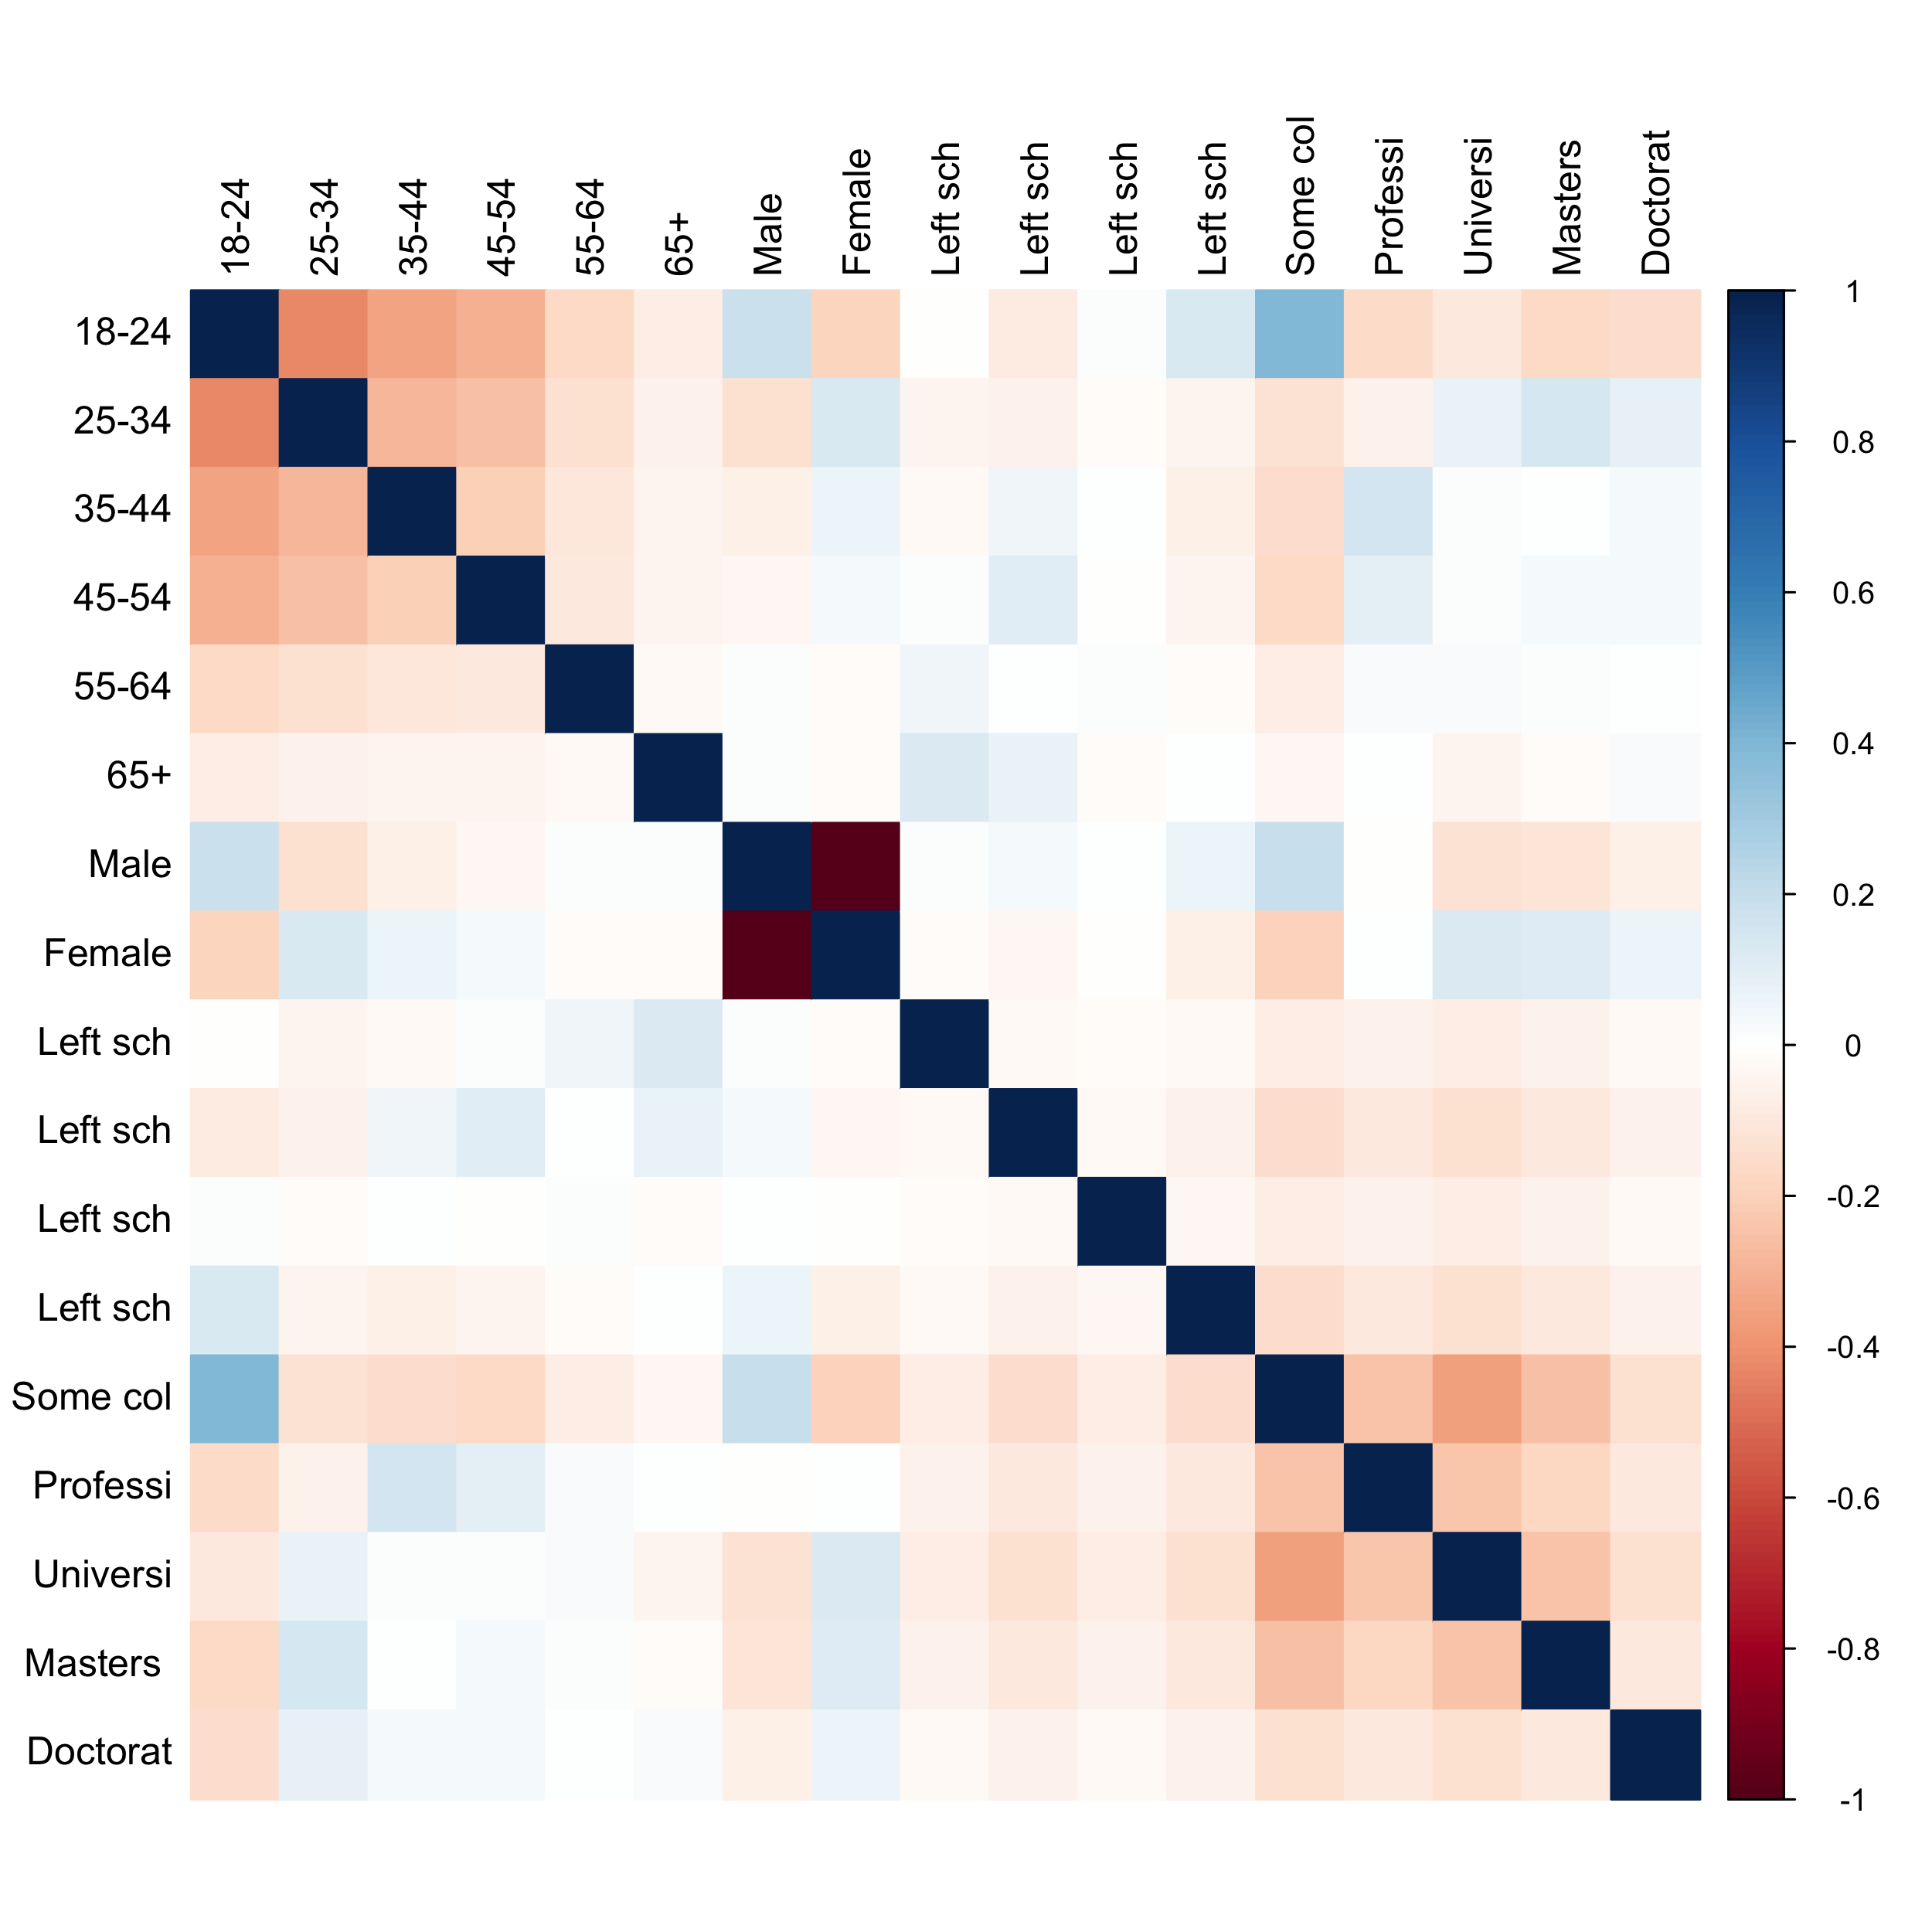 18-24
25-34
35-44
45-54
55-64
65+
Male
Female
Left sch
Left sch
Left sch
Left sch
Some col
Professi
Universi
Masters
Doctorat
18-24
25-34
35-44
45-54
55-64
65+
Male
Female
Left sch
Left sch
Left sch
Left sch
Some col
Professi
Universi
Masters
Doctorat
1
0.8
0.6
0.4
0.2
0
-0.2
-0.4
-0.6
-0.8
-1